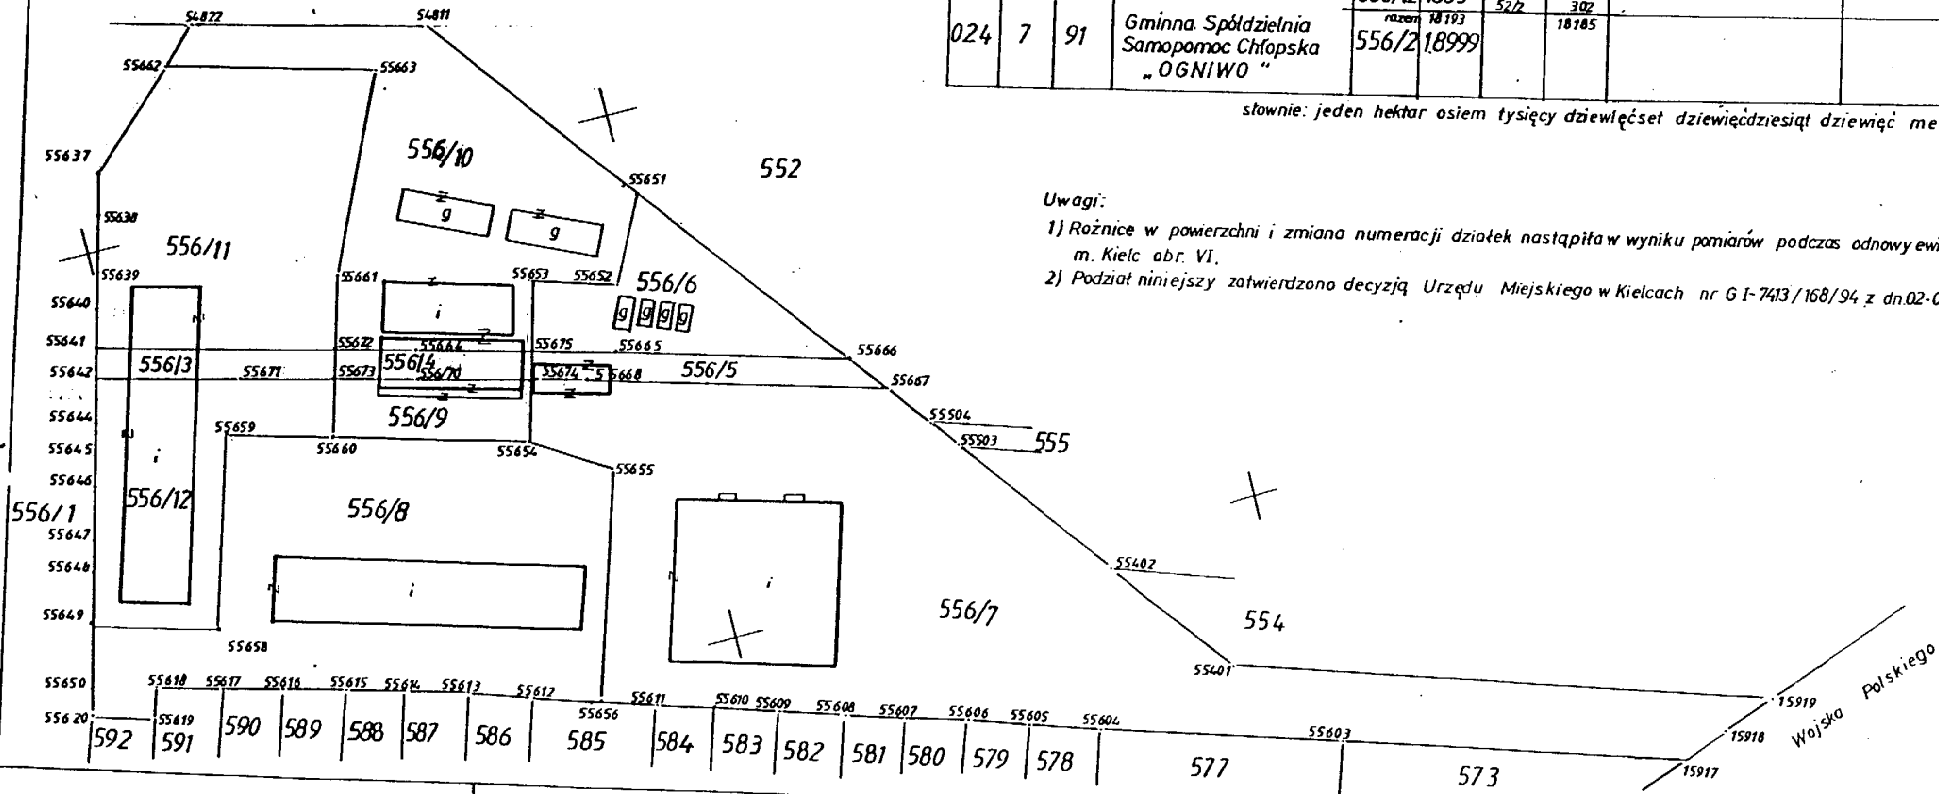 razem 18193 52/2 302
18185
024 7 91 Gminna Spółdzielnia
Samopomoc Chłopska
„OGNIWO"
556/2 1.8999
słownie: jeden hektar osiem tysięcy dziewięćset dziewięćdziesiąt dziewięć me
Uwagi:
1) Roźnice w powierzchni i zmiana numeracji działek nastąpiła w wyniku pomiarów podczas odnowy ewi
m. Kielc obr. VI.
2) Podział niniejszy zatwierdzono decyzją Urzędu Miejskiego w Kielcach nr G I-7413/168/94 z dn.02-0
54822 54811
55662 55663
55637
556/10
552
55651
55638
g g
556/11
55639 55661 55653 55652 556/6
55640
i
g g g g
55641 55672 55664 55675 55665 55666
556/3 556/4 556/5
55642 55671 55673 556/70 55674 55668 55667
55644 556/9 55504
55659 55503 555
55645 55660 55654
55655
i
55646
556/1 556/12 556/8
55647
55648 55402
i i
556/7 554
55649
55658
55401
55650 55618 55617 55616 55615 55614 55613 55612 55611 55610 55609 55608 55607 55606 55605 55604 55603
15919
Wojska Polskiego
55620 55619 55656
15918
592 591 590 589 588 587 586 585 584 583 582 581 580 579 578 577 573
15917